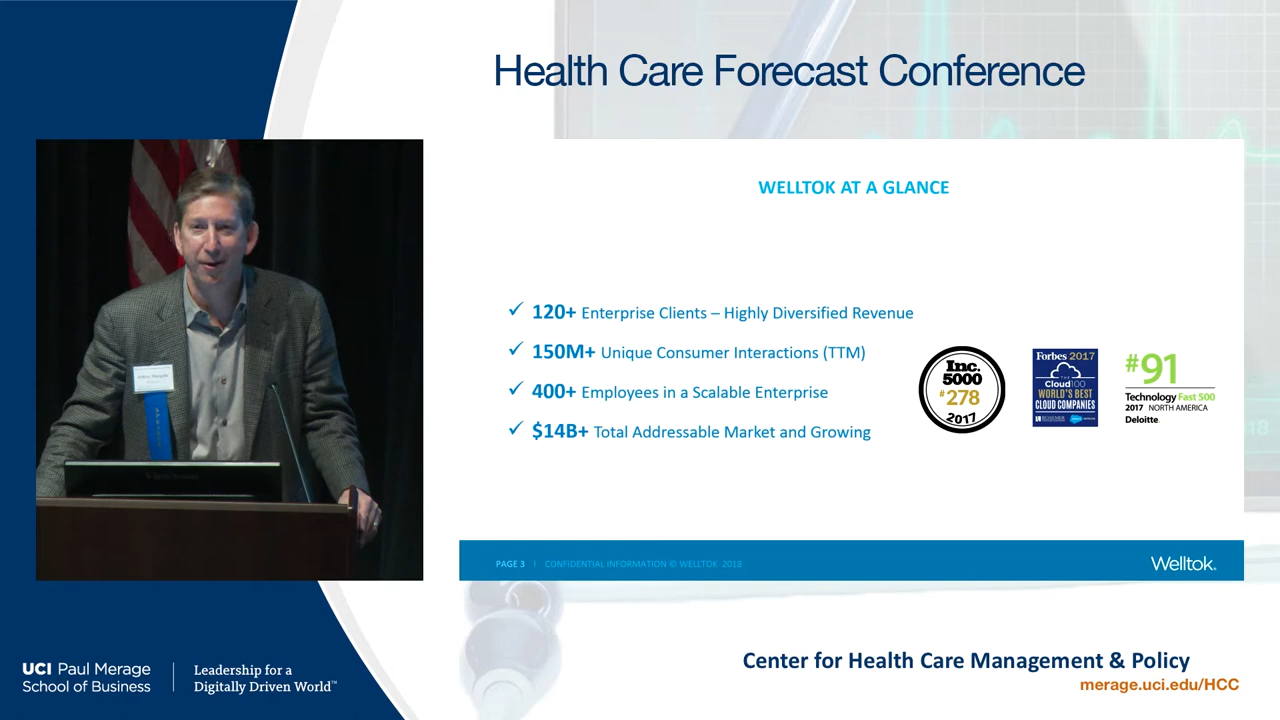 Health Care Forecast Conference
WELLTOK AT A GLANCE
✓ 120+ Enterprise Clients – Highly Diversified Revenue
✓ 150M+ Unique Consumer Interactions (TTM)
✓ 400+ Employees in a Scalable Enterprise
✓ $14B+ Total Addressable Market and Growing
Inc.
5000
#278
2017
Forbes 2017
THE
Cloud100
WORLD'S BEST
CLOUD COMPANIES
#91
Technology Fast 500
2017 NORTH AMERICA
Deloitte.
SPEAKER
PAGE 3 | CONFIDENTIAL INFORMATION © WELLTOK 2018
Welltok®
UCI Paul Merage
School of Business
Leadership for a
Digitally Driven World™
Center for Health Care Management & Policy
merage.uci.edu/HCC